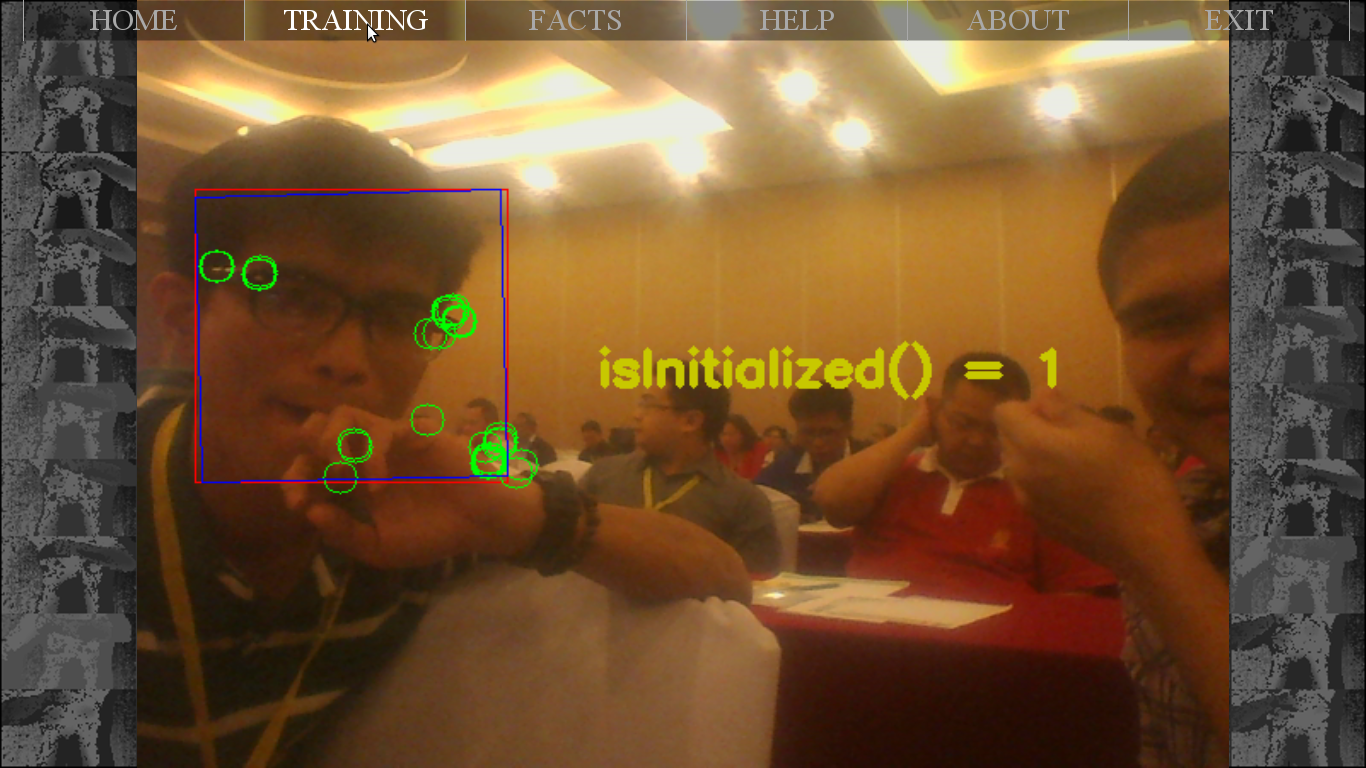 HOME TRAINING FACTS HELP ABOUT EXIT
isInitialized() = 1